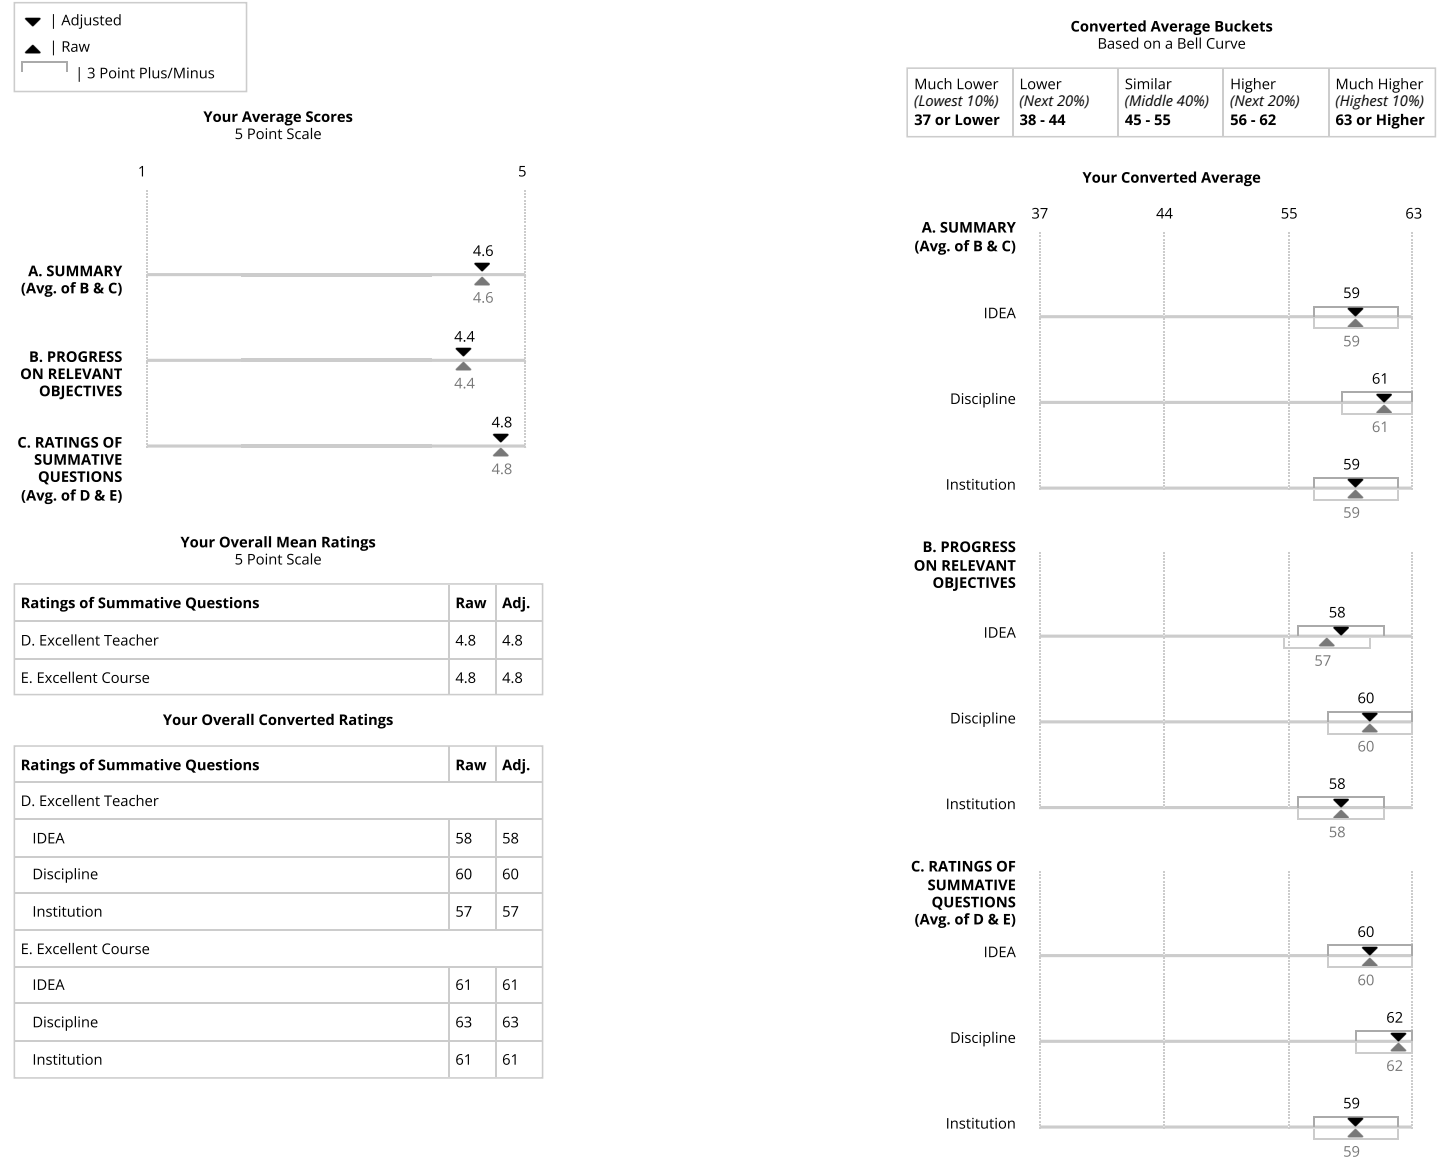 | Adjusted
| Raw
| 3 Point Plus/Minus
Your Average Scores
5 Point Scale
1
5
A. SUMMARY
(Avg. of B & C)
4.6
4.6
B. PROGRESS
ON RELEVANT
OBJECTIVES
4.4
4.4
C. RATINGS OF
SUMMATIVE
QUESTIONS
(Avg. of D & E)
4.8
4.8
Your Overall Mean Ratings
5 Point Scale
Ratings of Summative Questions Raw Adj.
D. Excellent Teacher 4.8 4.8
E. Excellent Course 4.8 4.8
Your Overall Converted Ratings
Ratings of Summative Questions Raw Adj.
D. Excellent Teacher
IDEA 58 58
Discipline 60 60
Institution 57 57
E. Excellent Course
IDEA 61 61
Discipline 63 63
Institution 61 61
Converted Average Buckets
Based on a Bell Curve
Much Lower Lower Similar Higher Much Higher
(Lowest 10%) (Next 20%) (Middle 40%) (Next 20%) (Highest 10%)
37 or Lower 38 - 44 45 - 55 56 - 62 63 or Higher
Your Converted Average
37 44 55 63
A. SUMMARY
(Avg. of B & C)
59
IDEA
59
61
Discipline
61
59
Institution
59
B. PROGRESS
ON RELEVANT
OBJECTIVES
58
IDEA
57
60
Discipline
60
58
Institution
58
C. RATINGS OF
SUMMATIVE
QUESTIONS
(Avg. of D & E)
60
IDEA
60
62
Discipline
62
59
Institution
59